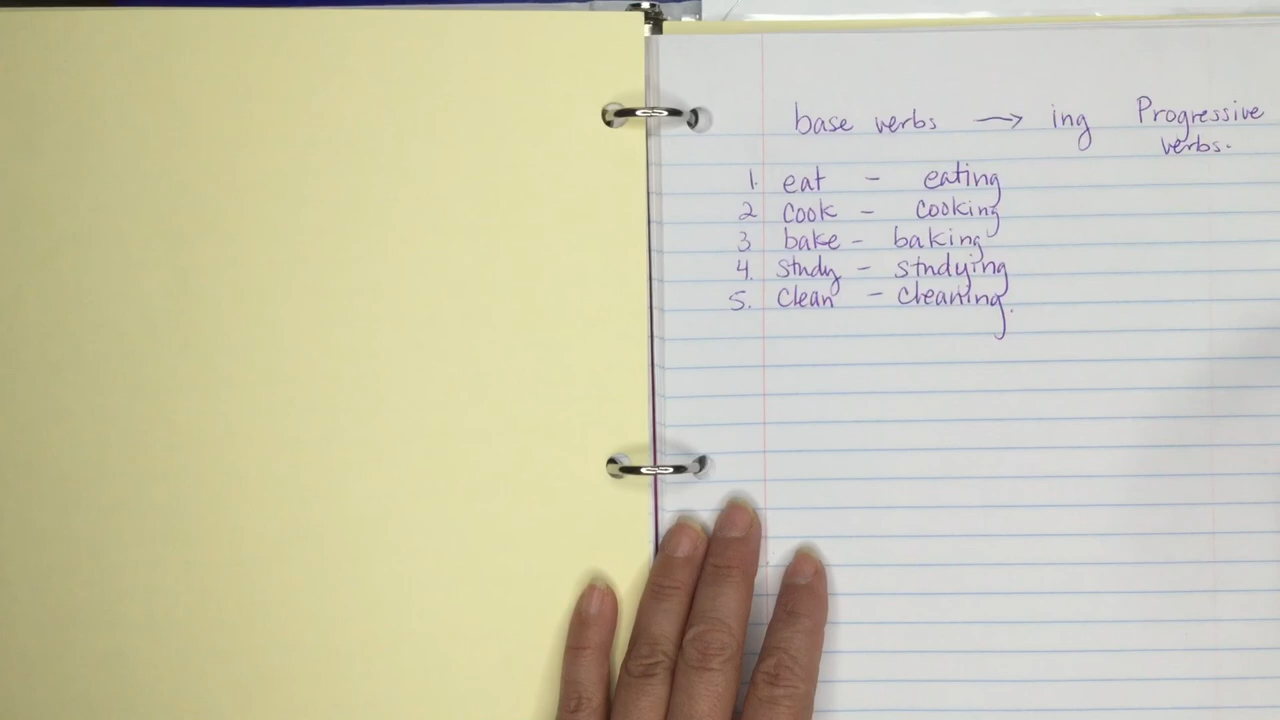 base verbs → ing Progressive
verbs.
1. eat - eating
2 cook - cooking
3. bake - baking
4. study - studying
5. clean - cleaning.